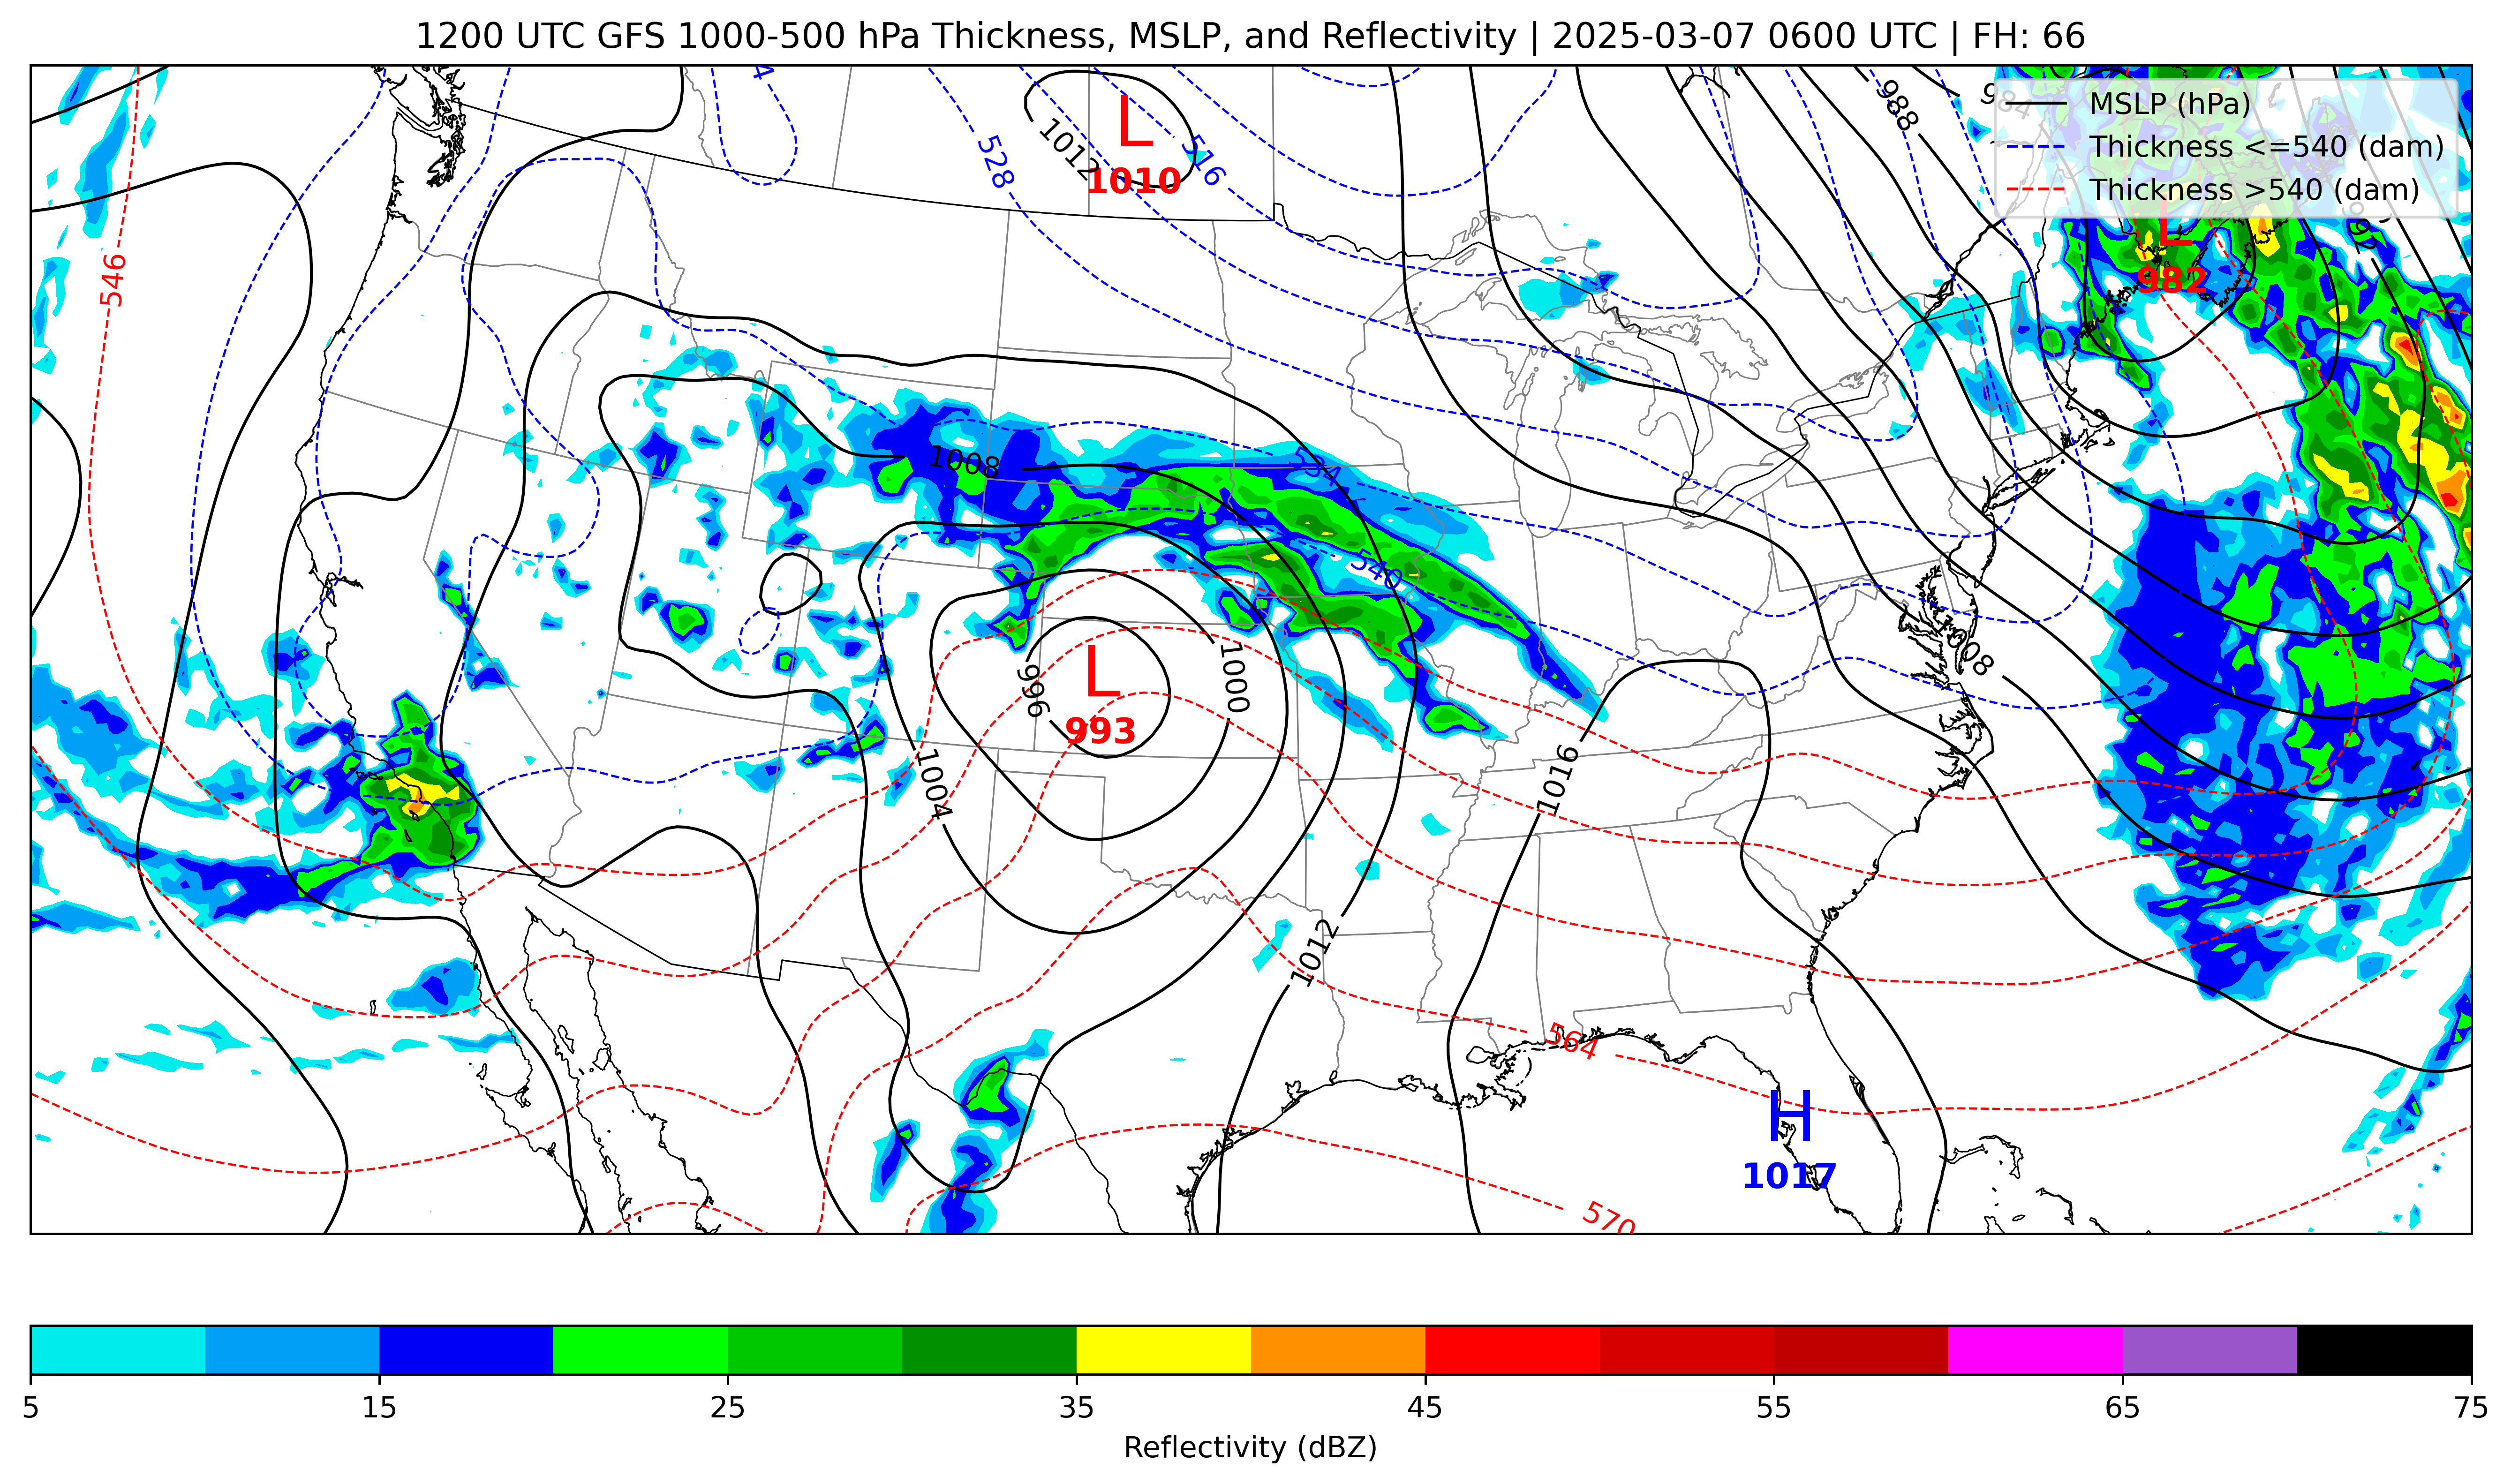 1200 UTC GFS 1000-500 hPa Thickness, MSLP, and Reflectivity | 2025-03-07 0600 UTC | FH: 66
MSLP (hPa)
Thickness <=540 (dam)
Thickness >540 (dam)
988
984
992
L
1010
1012
528
516
546
L
982
1008
534
540
1008
996
1000
L
993
1004
1016
1012
564
H
1017
570
5 15 25 35 45 55 65 75
Reflectivity (dBZ)